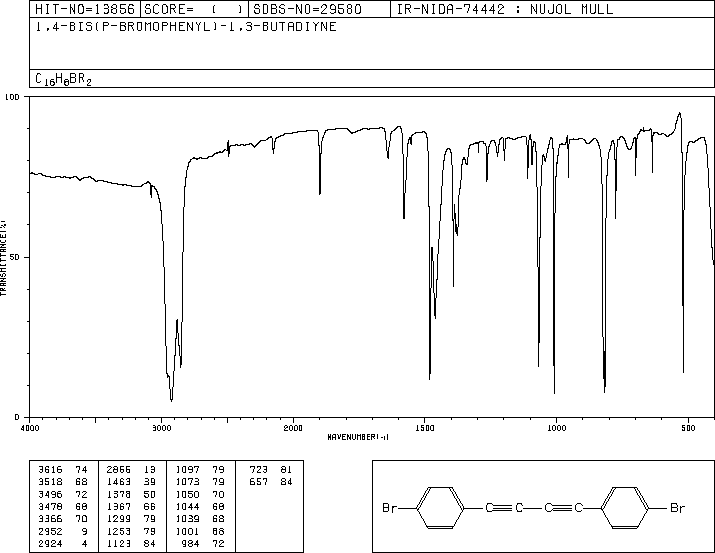 HIT-NO=13856 SCORE= ( ) SDBS-NO=29580 IR-NIDA-74442 : NUJOL MULL
1,4-BIS(P-BROMOPHENYL)-1,3-BUTADIYNE
C16H8BR2
100
50
0
TRANSMITTANCE(%)
4000 3000 2000 1500 1000 500
WAVENUMBER(-1)
3616 74 2866 13 1097 79 723 81
3518 68 1463 39 1073 79 657 84
3496 72 1378 50 1050 70
3478 68 1367 66 1044 68
3366 70 1299 79 1039 68
2952 9 1253 79 1001 88
2924 4 1123 84 984 72
Br C C C C Br